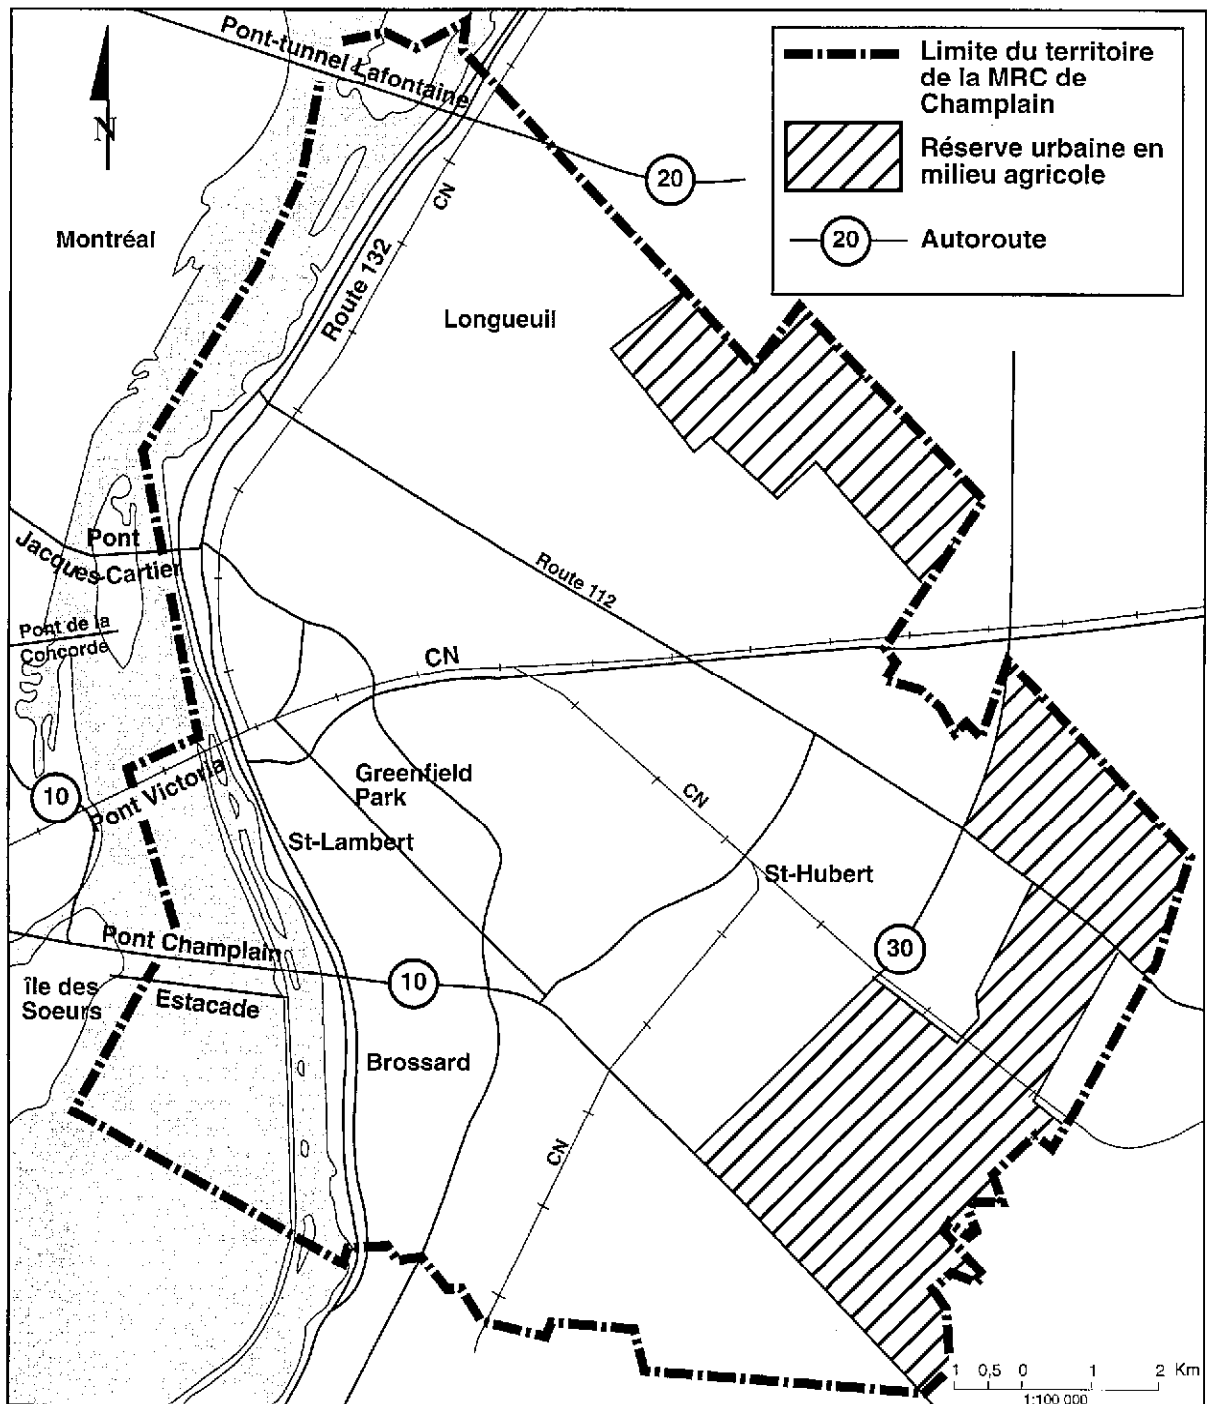 Pont-tunnel Lafontaine
N
Limite du territoire
de la MRC de
Champlain
Réserve urbaine en
milieu agricole
20
Autoroute
20
CN
Montréal
Route 132
Longueuil
Pont
Jacques-Cartier
Route 112
Pont de la
Concorde
CN
10
Pont Victoria
Greenfield
Park
CN
St-Lambert
St-Hubert
Pont Champlain
30
10
île des
Soeurs
Estacade
Brossard
CN
1 0,5 0 1 2 Km
1:100 000